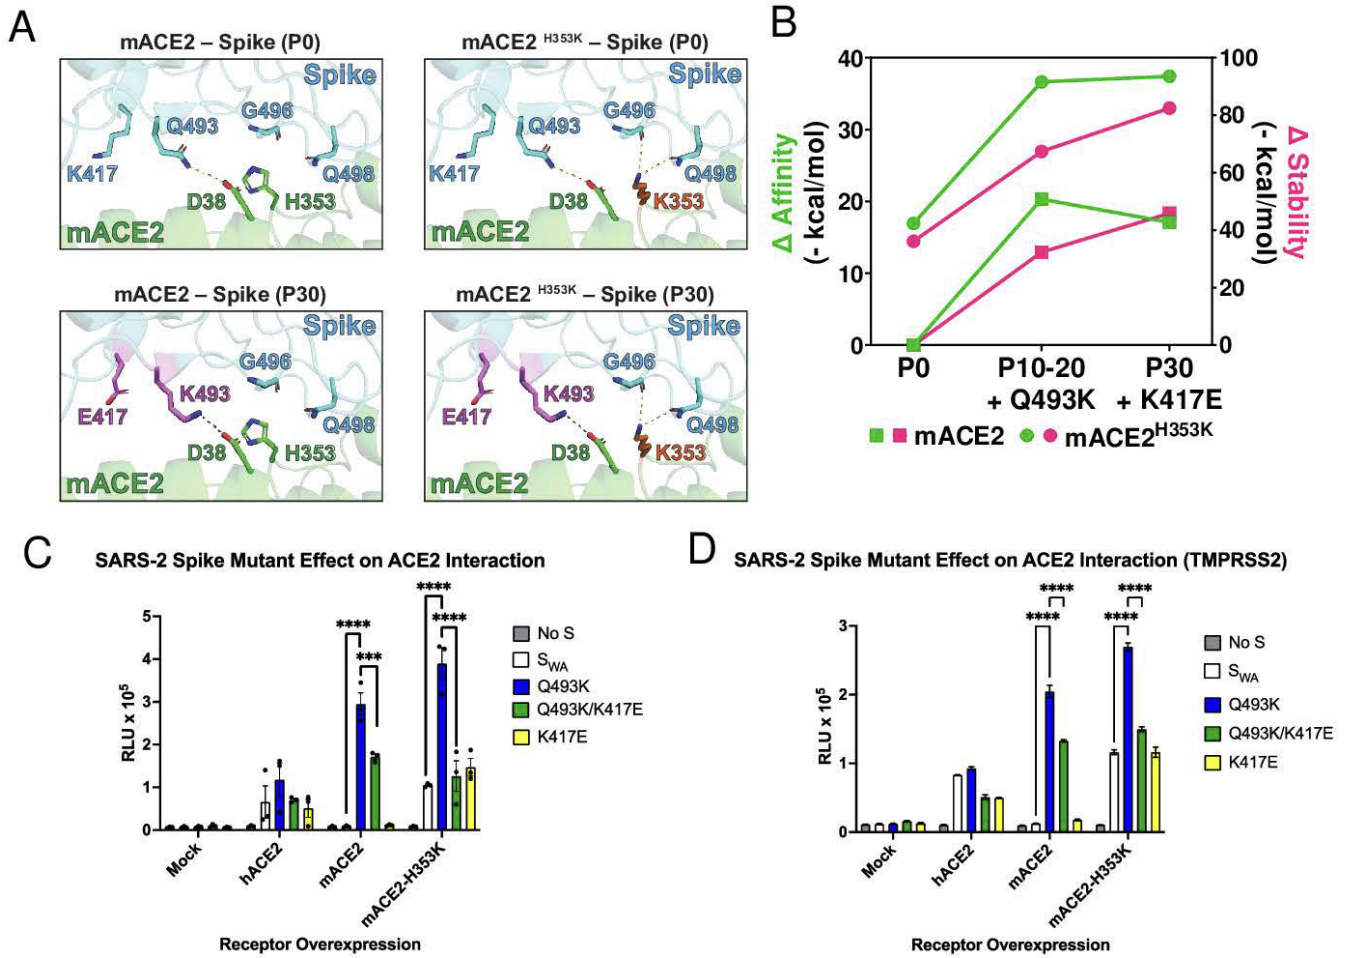 A
mACE2 – Spike (P0)
Spike
G496
Q493
K417
Q498
D38
H353
mACE2
mACE2 H353K – Spike (P0)
Spike
G496
Q493
K417
Q498
D38
K353
mACE2
mACE2 – Spike (P30)
Spike
G496
K493
E417
Q498
D38
H353
mACE2
mACE2 H353K – Spike (P30)
Spike
G496
K493
E417
Q498
D38
K353
mACE2
B
Δ Affinity
(- kcal/mol)
40
30
20
10
0
100
80
60
40
20
0
Δ Stability
(- kcal/mol)
P0
P10-20
P30
+ Q493K
+ K417E
mACE2
mACE2H353K
C
SARS-2 Spike Mutant Effect on ACE2 Interaction
RLU x 10⁵
5
4
3
2
1
0
****
***
****
****
Mock
hACE2
mACE2
mACE2-H353K
Receptor Overexpression
No S
SWA
Q493K
Q493K/K417E
K417E
D
SARS-2 Spike Mutant Effect on ACE2 Interaction (TMPRSS2)
RLU x 10⁵
3
2
1
0
****
****
****
****
Mock
hACE2
mACE2
mACE2-H353K
Receptor Overexpression
No S
SWA
Q493K
Q493K/K417E
K417E